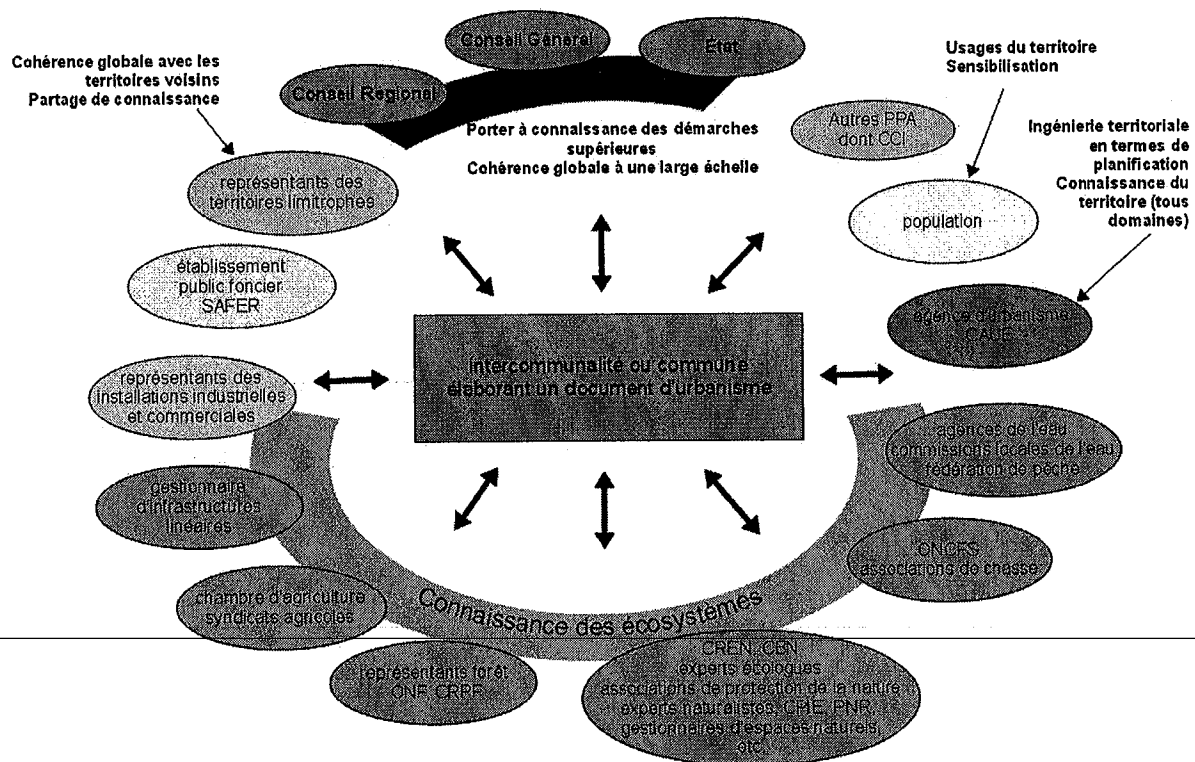 Conseil Général
État
Conseil Régional
Cohérence globale avec les
territoires voisins
Partage de connaissance
Usages du territoire
Sensibilisation
Porter à connaissance des démarches
supérieures
Cohérence globale à une large échelle
Autres PPA
dont CCI
Ingénierie territoriale
en termes de
planification
Connaissance du
territoire (tous
domaines)
représentants des
territoires limitrophes
population
établissement
public foncier
SAFER
agence d'urbanisme
CAUE
intercommunalité ou commune
élaborant un document d'urbanisme
représentants des
installations industrielles
et commerciales
agences de l'eau
commissions locales de l'eau
fédération de pêche
gestionnaire
d'infrastructures
linéaires
ONCFS
associations de chasse
chambre d'agriculture
syndicats agricoles
Connaissance des écosystèmes
représentants forêt
ONF, CRPF
CREN, CEN
experts écologues
associations de protection de la nature
experts naturalistes, CPIE, PNR,
gestionnaires d'espaces naturels,
etc.